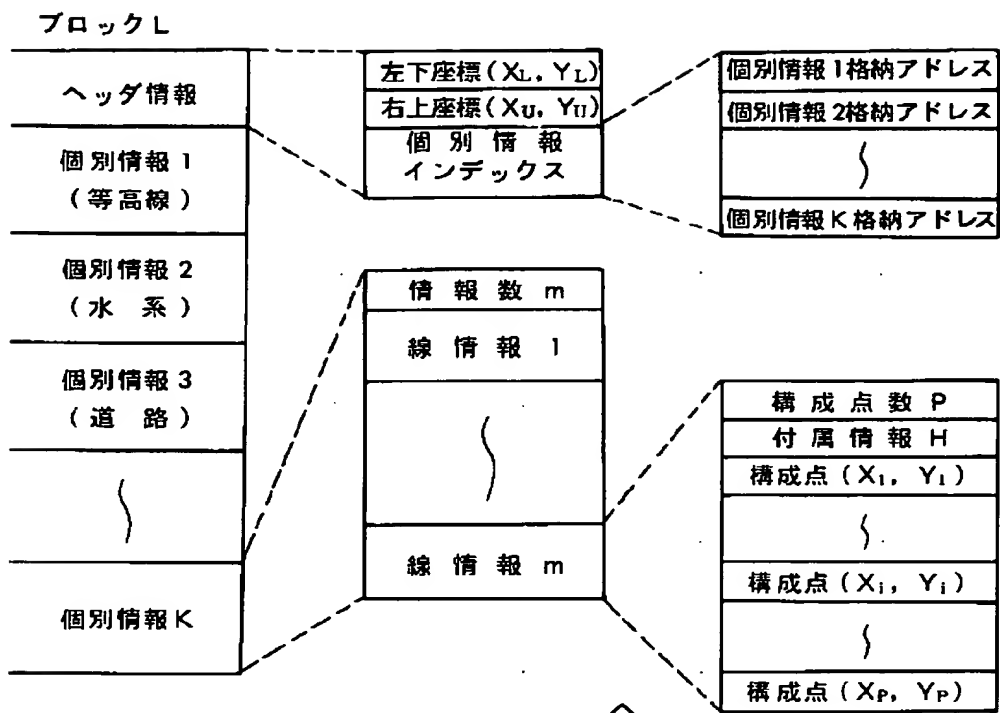 ブロックL
ヘッダ情報
個別情報1
(等高線)
個別情報2
(水 系)
個別情報3
(道 路)
個別情報K
左下座標(XL, YL)
右上座標(XU, YU)
個 別 情 報
インデックス
個別情報1格納アドレス
個別情報2格納アドレス
個別情報K格納アドレス
情 報 数 m
線 情 報 1
線 情 報 m
構 成 点 数 P
付 属 情 報 H
構成点(X1, Y1)
構成点(Xi, Yi)
構成点(XP, YP)